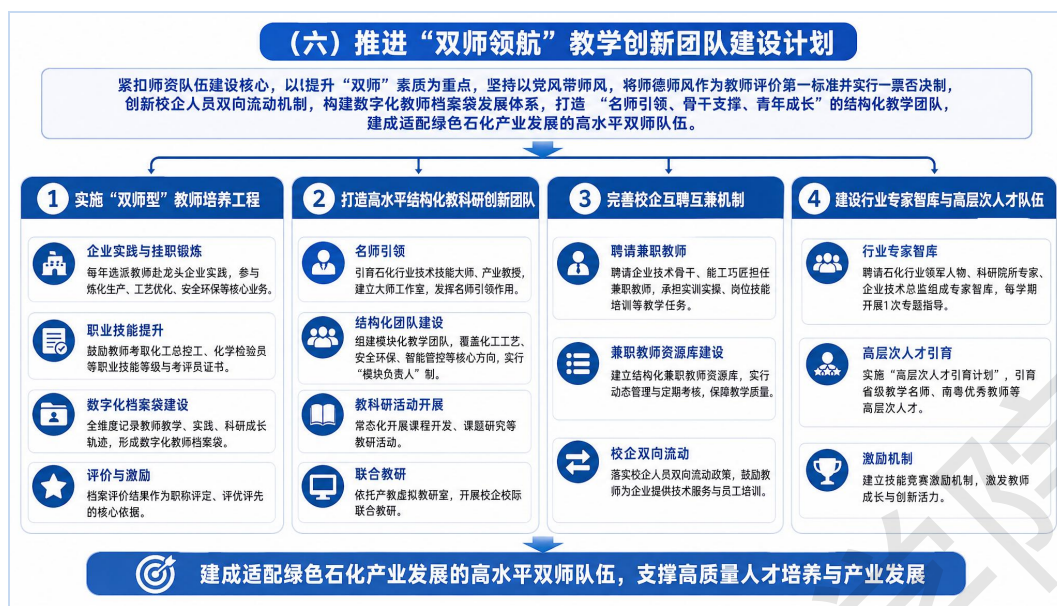 （六）推进“双师领航”教学创新团队建设计划
紧扣师资队伍建设核心，以提升“双师”素质为重点，坚持以党风带师风，将师德师风作为教师评价第一标准并实行一票否决制，
创新校企人员双向流动机制，构建数字化教师档案袋发展体系，打造 “名师引领、骨干支撑、青年成长”的结构化教学团队，
建成适配绿色石化产业发展的高水平双师队伍。
1 实施“双师型”教师培养工程
企业实践与挂职锻炼
每年选派教师赴龙头企业实践，参与
炼化生产、工艺优化、安全环保等核心业务。
职业技能提升
鼓励教师考取化工总控工、化学检验员
等职业技能等级与考评员证书。
数字化档案袋建设
全维度记录教师教学、实践、科研成长
轨迹，形成数字化教师档案袋。
评价与激励
档案评价结果作为职称评定、评优评先
的核心依据。
2 打造高水平结构化教科研创新团队
名师引领
引育石化行业技术技能大师、产业教授，
建立大师工作室，发挥名师引领作用。
结构化团队建设
组建模块化教学团队，覆盖化工工艺、
安全环保、智能管控等核心方向，实行
“模块负责人”制。
教科研活动开展
常态化开展课程开发、课题研究等
教研活动。
联合教研
依托产教虚拟教研室，开展校企校际
联合教研。
3 完善校企互聘互兼机制
聘请兼职教师
聘请企业技术骨干、能工巧匠担任
兼职教师，承担实训实操、岗位技能
培训等教学任务。
兼职教师资源库建设
建立结构化兼职教师资源库，实行
动态管理与定期考核，保障教学质量。
校企双向流动
落实校企人员双向流动政策，鼓励教
师为企业提供技术服务与员工培训。
4 建设行业专家智库与高层次人才队伍
行业专家智库
聘请石化行业领军人物、科研院所专家、
企业技术总监组成专家智库，每学期
开展1次专题指导。
高层次人才引育
实施“高层次人才引育计划”，引育
省级教学名师、南粤优秀教师等
高层次人才。
激励机制
建立技能竞赛激励机制，激发教师
成长与创新活力。
建成适配绿色石化产业发展的高水平双师队伍，支撑高质量人才培养与产业发展
学院